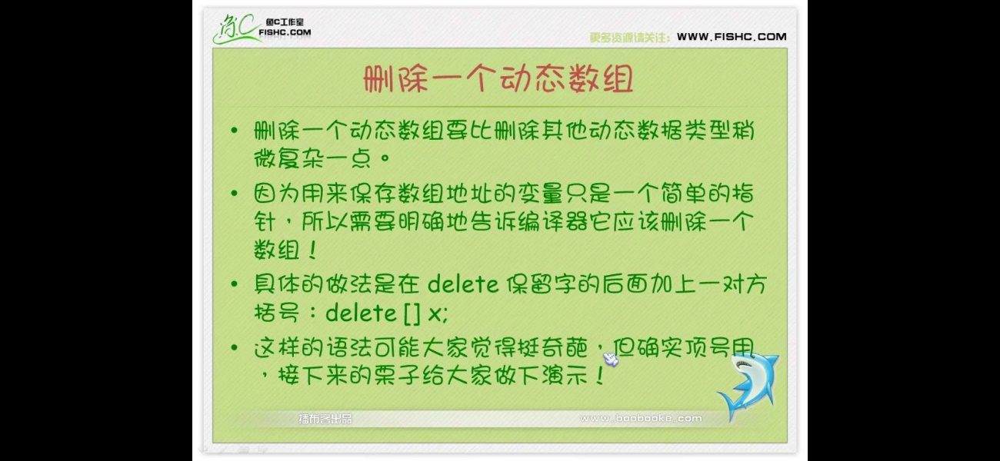 鱼C
鱼C工作室
FISHC.COM
更多资源请关注：WWW.FISHC.COM
删除一个动态数组
• 删除一个动态数组要比删除其他动态数据类型稍
微复杂一点。
• 因为用来保存数组地址的变量只是一个简单的指
针，所以需要明确地告诉编译器它应该删除一个
数组！
• 具体的做法是在 delete 保留字的后面加上一对方
括号：delete [] x;
• 这样的语法可能大家觉得挺奇葩，但确实顶号用
，接下来的栗子给大家做下演示！
播布客出品
www.boobooke.com